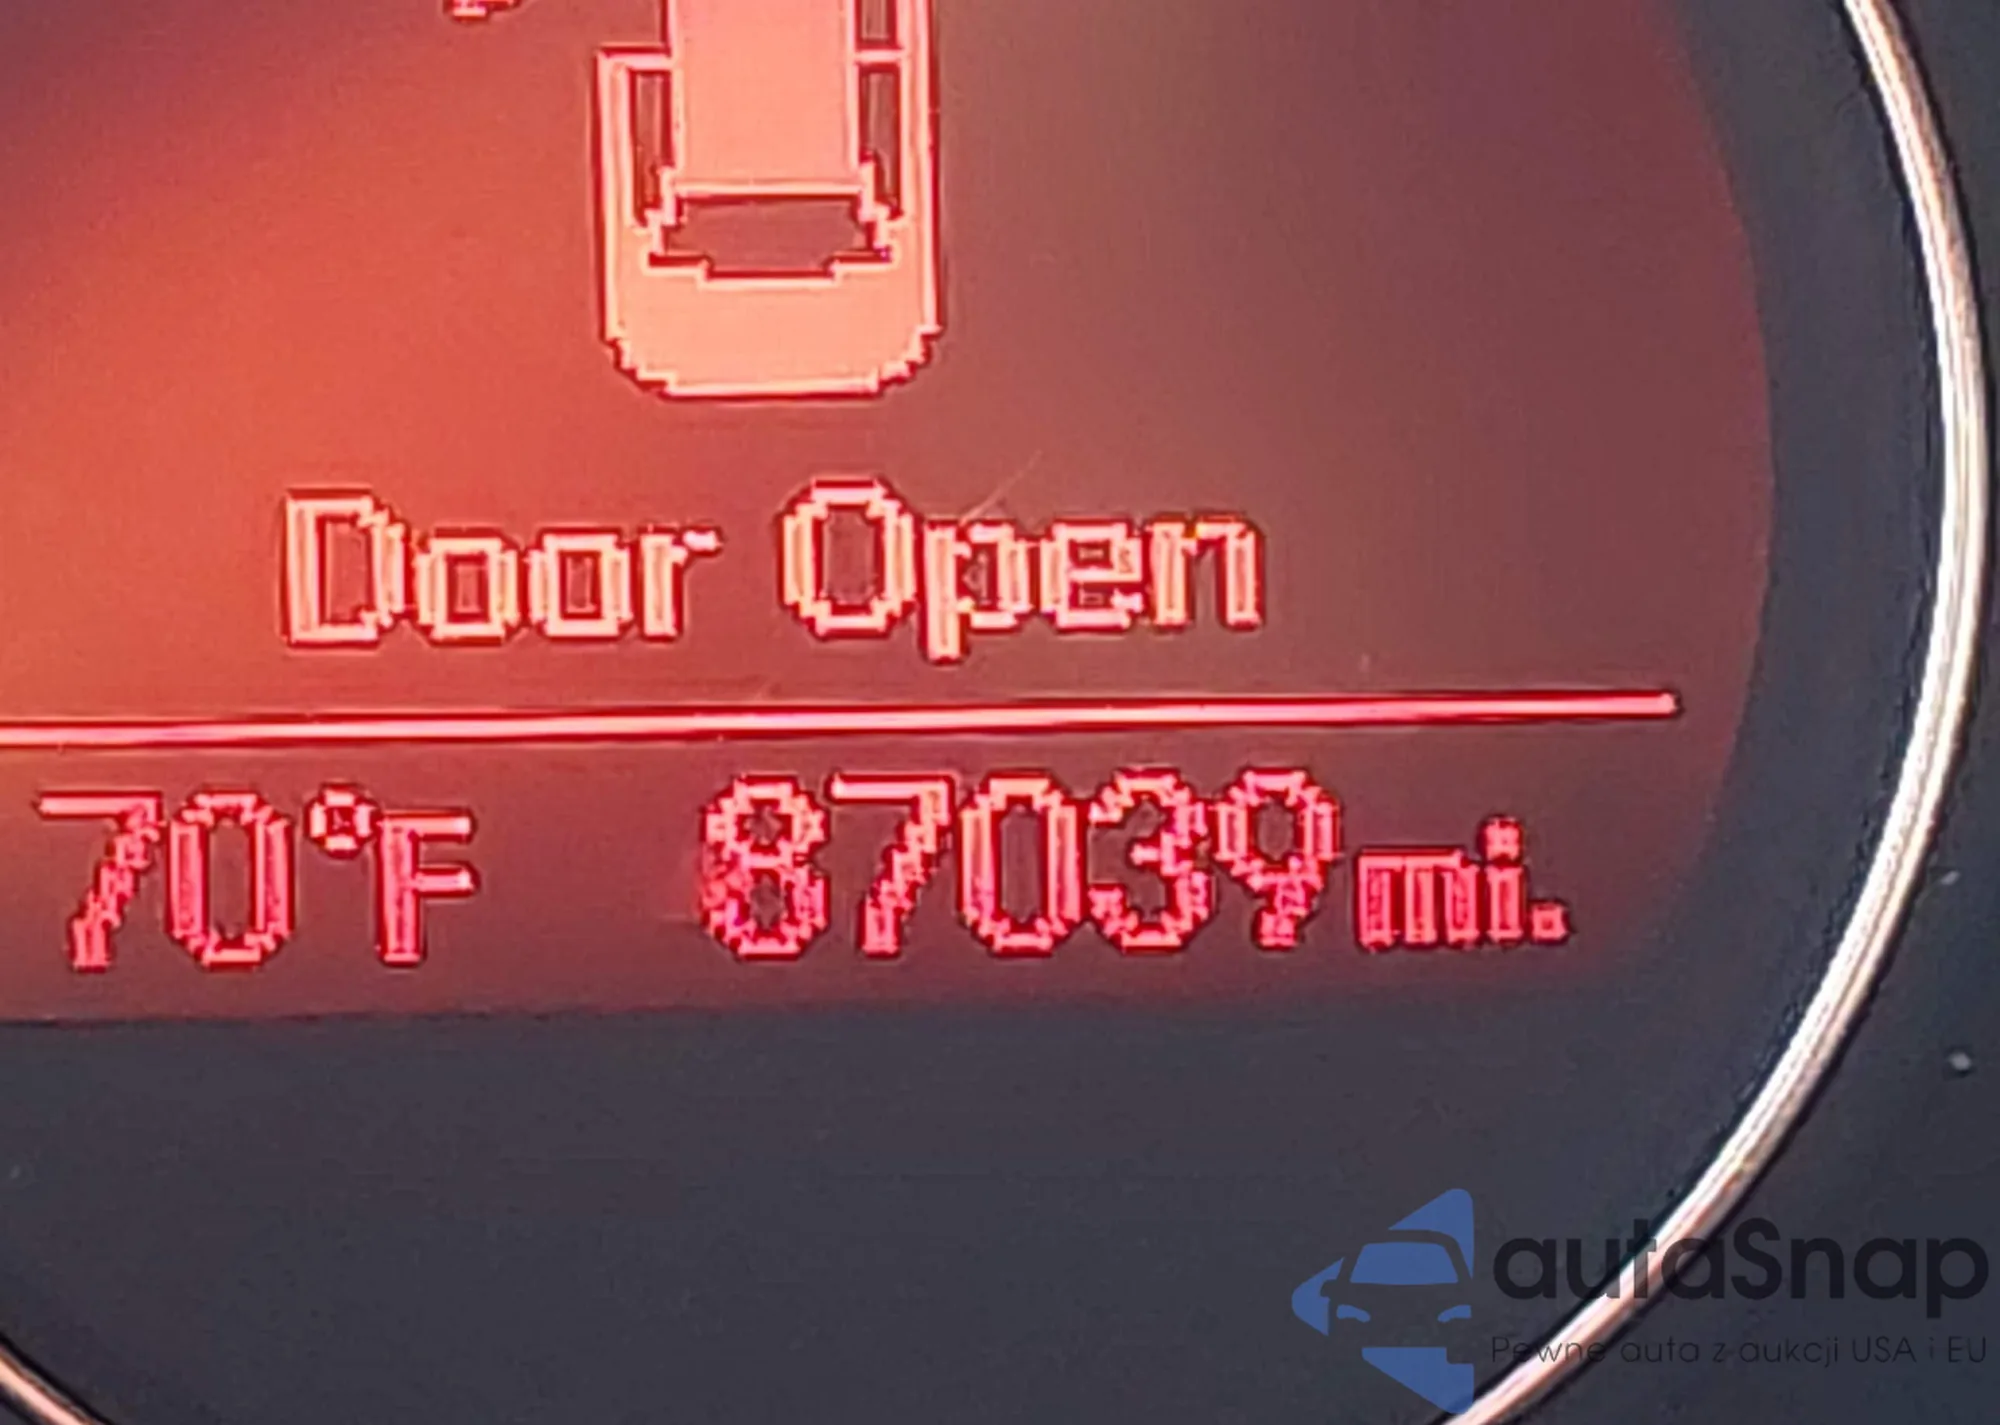 Door Open
70°F 87039 mi.
autaSnap
Pewne auta z aukcji USA i EU